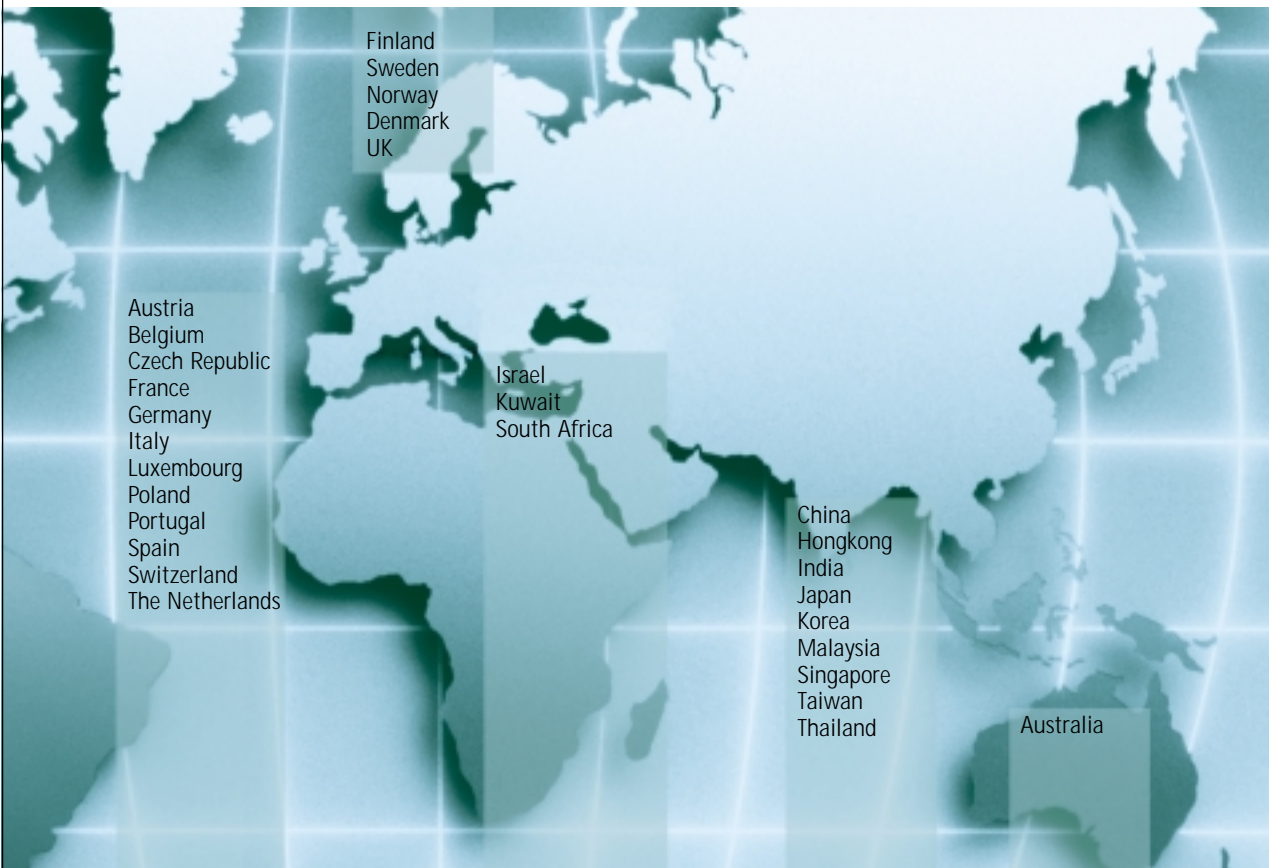 Finland
Sweden
Norway
Denmark
UK
Austria
Belgium
Czech Republic
France
Germany
Italy
Luxembourg
Poland
Portugal
Spain
Switzerland
The Netherlands
Israel
Kuwait
South Africa
China
Hongkong
India
Japan
Korea
Malaysia
Singapore
Taiwan
Thailand
Australia